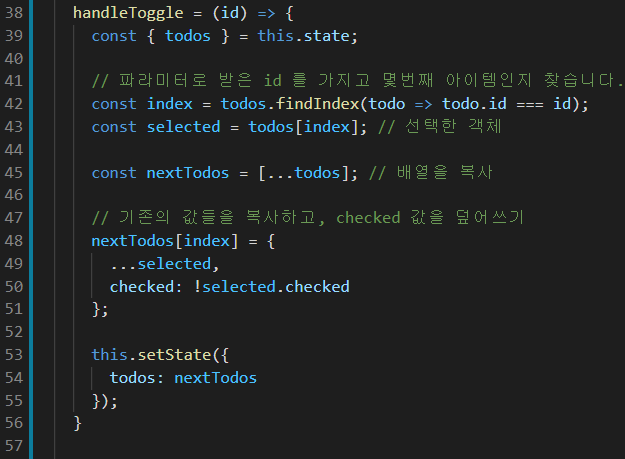 38 handleToggle = (id) => {
39 const { todos } = this.state;
40
41 // 파라미터로 받은 id 를 가지고 몇번째 아이템인지 찾습니다.
42 const index = todos.findIndex(todo => todo.id === id);
43 const selected = todos[index]; // 선택한 객체
44
45 const nextTodos = [...todos]; // 배열을 복사
46
47 // 기존의 값들을 복사하고, checked 값을 덮어쓰기
48 nextTodos[index] = {
49 ...selected,
50 checked: !selected.checked
51 };
52
53 this.setState({
54 todos: nextTodos
55 });
56 }
57